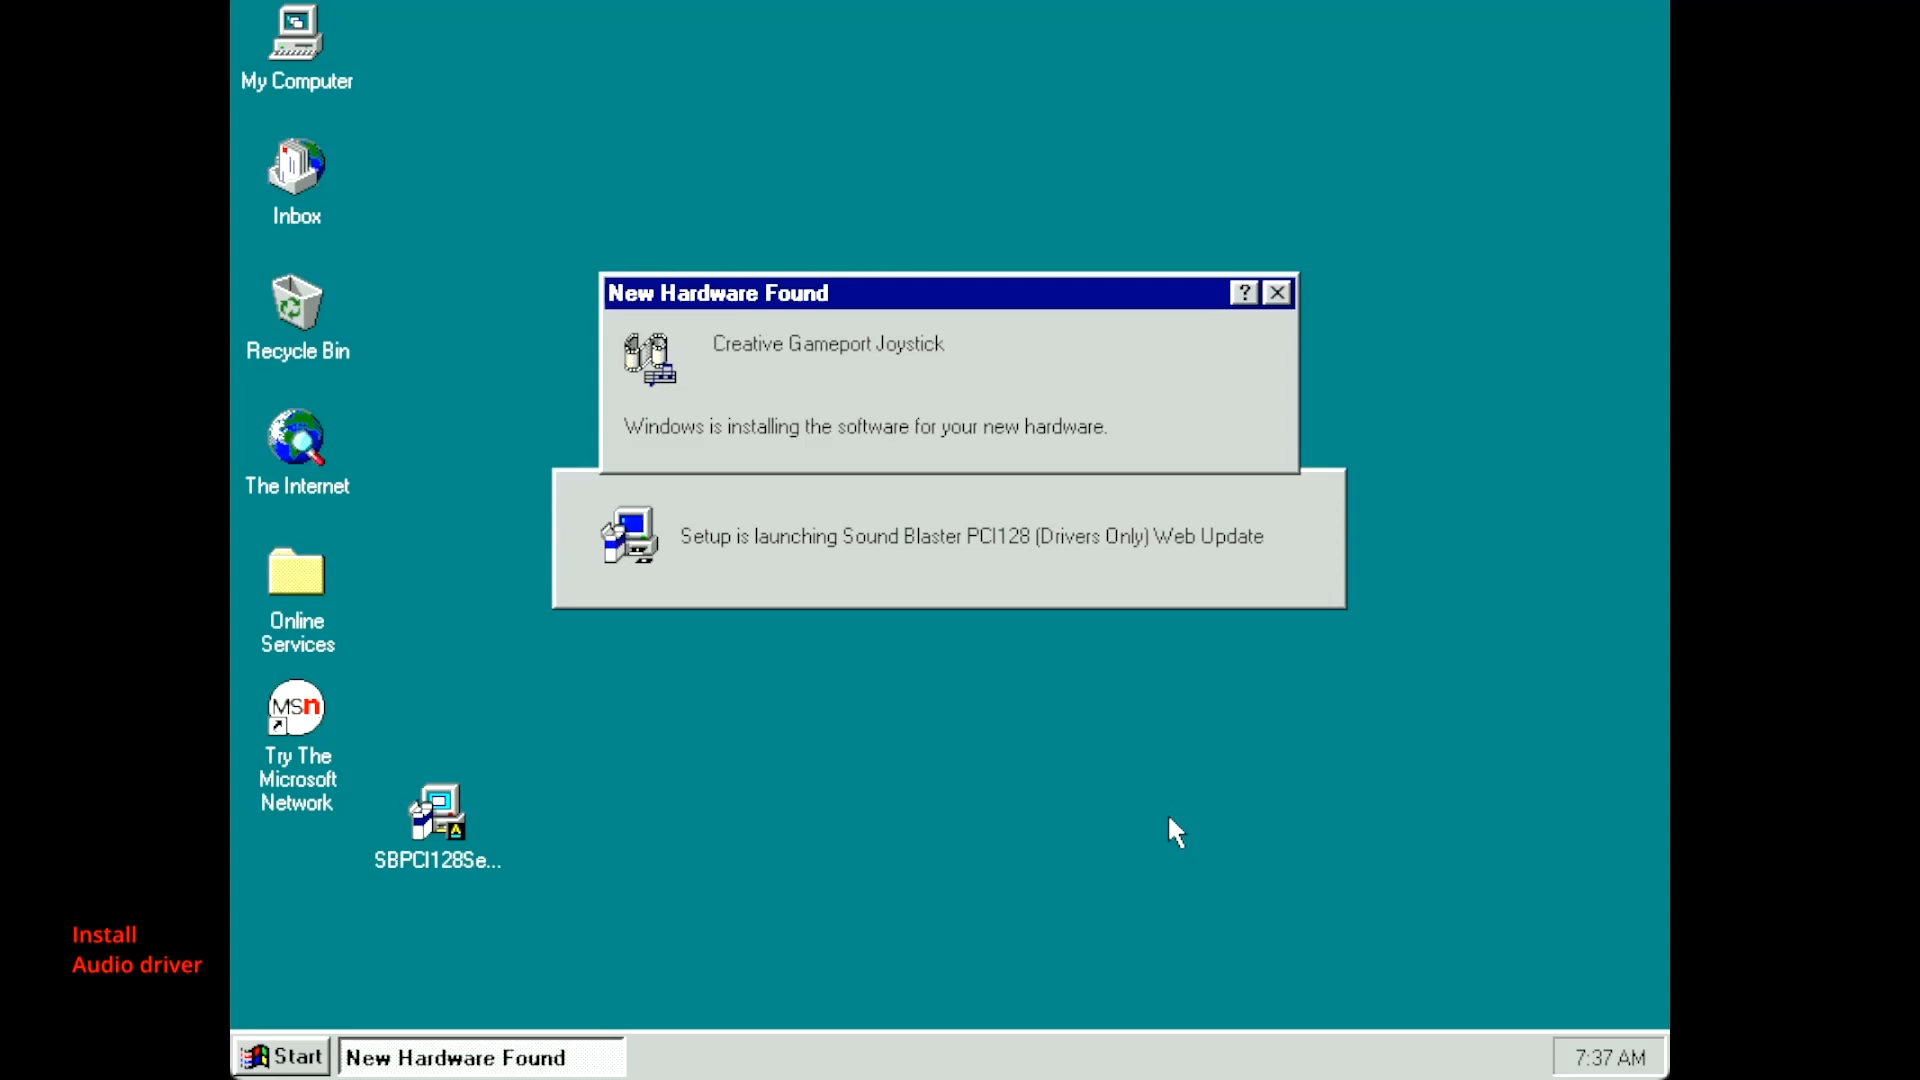 My Computer
Inbox
Recycle Bin
The Internet
Online
Services
MSn
Try The
Microsoft
Network
SBPCI128Se...
New Hardware Found
Creative Gameport Joystick
Windows is installing the software for your new hardware.
Setup is launching Sound Blaster PCI128 (Drivers Only) Web Update
Install
Audio driver
Start
New Hardware Found
7:37 AM